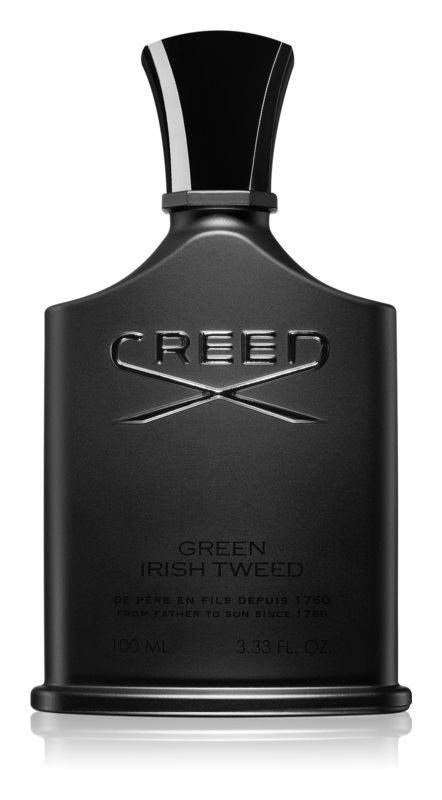 CREED
GREEN
IRISH TWEED
DE PÈRE EN FILS DEPUIS 1760
FROM FATHER TO SON SINCE 1760
100 ML 3.33 FL. OZ.